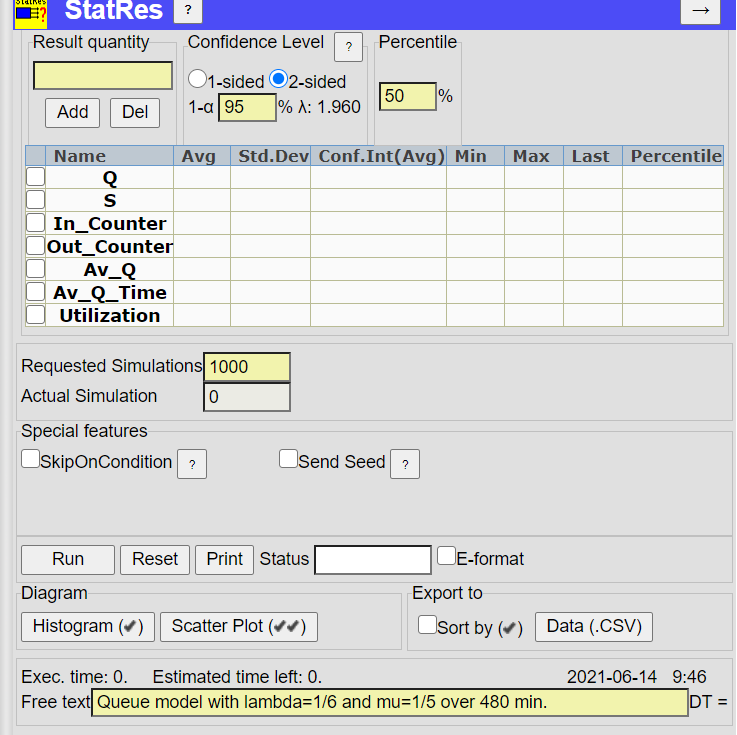 StatRes
?
StatRes ? →
Result quantity Confidence Level ? Percentile
1-sided 2-sided
1-α 95 % λ: 1.960 50 %
Add Del
Name Avg Std.Dev Conf.Int(Avg) Min Max Last Percentile
Q
S
In_Counter
Out_Counter
Av_Q
Av_Q_Time
Utilization
Requested Simulations 1000
Actual Simulation 0
Special features
SkipOnCondition ? Send Seed ?
Run Reset Print Status E-format
Diagram Export to
Histogram (✔) Scatter Plot (✔✔) Sort by (✔) Data (.CSV)
Exec. time: 0. Estimated time left: 0. 2021-06-14 9:46
Free text Queue model with lambda=1/6 and mu=1/5 over 480 min. DT =